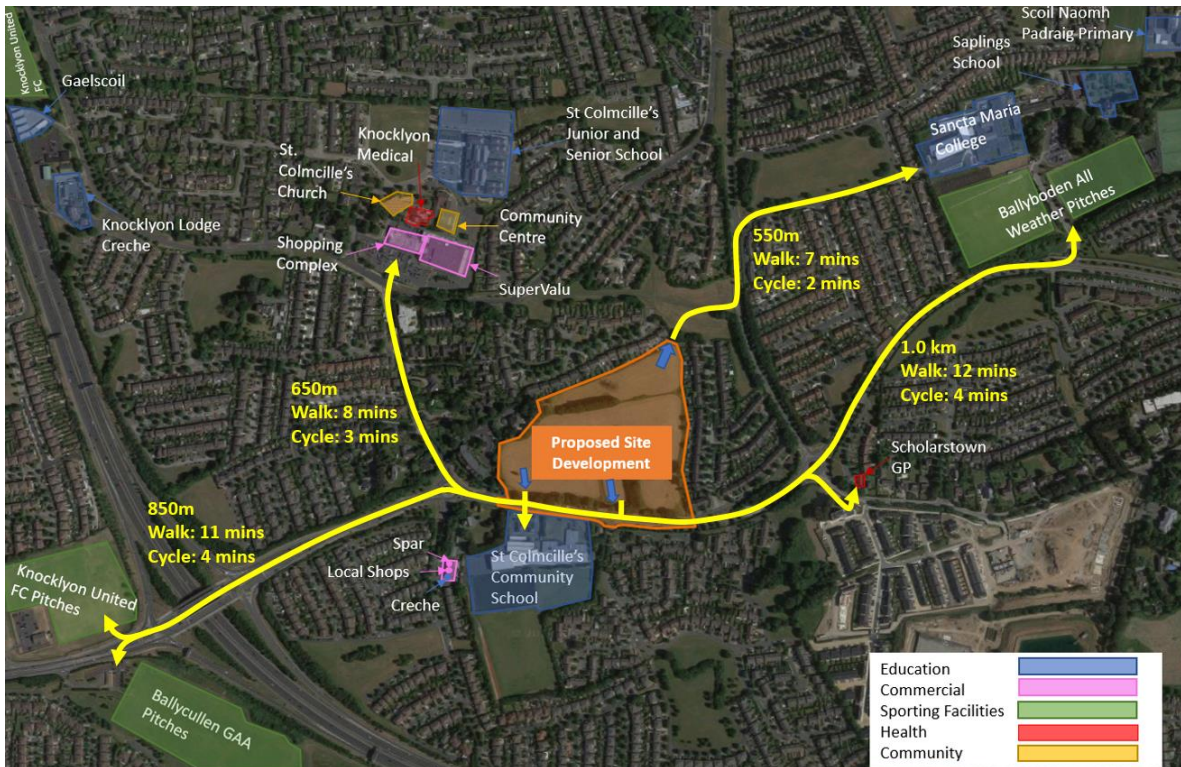 Knocklyon United
FC
Gaelscoil
Knocklyon Lodge
Creche
St.
Colmcille's
Church
Knocklyon
Medical
St Colmcille's
Junior and
Senior School
Shopping
Complex
Community
Centre
SuperValu
Scoil Naomh
Padraig Primary
Saplings
School
Sancta Maria
College
Ballyboden All
Weather Pitches
550m
Walk: 7 mins
Cycle: 2 mins
1.0 km
Walk: 12 mins
Cycle: 4 mins
650m
Walk: 8 mins
Cycle: 3 mins
Proposed Site
Development
Scholarstown
GP
850m
Walk: 11 mins
Cycle: 4 mins
Spar
Local Shops
Creche
St Colmcille's
Community
School
Knocklyon United
FC Pitches
Ballycullen GAA
Pitches
Education
Commercial
Sporting Facilities
Health
Community